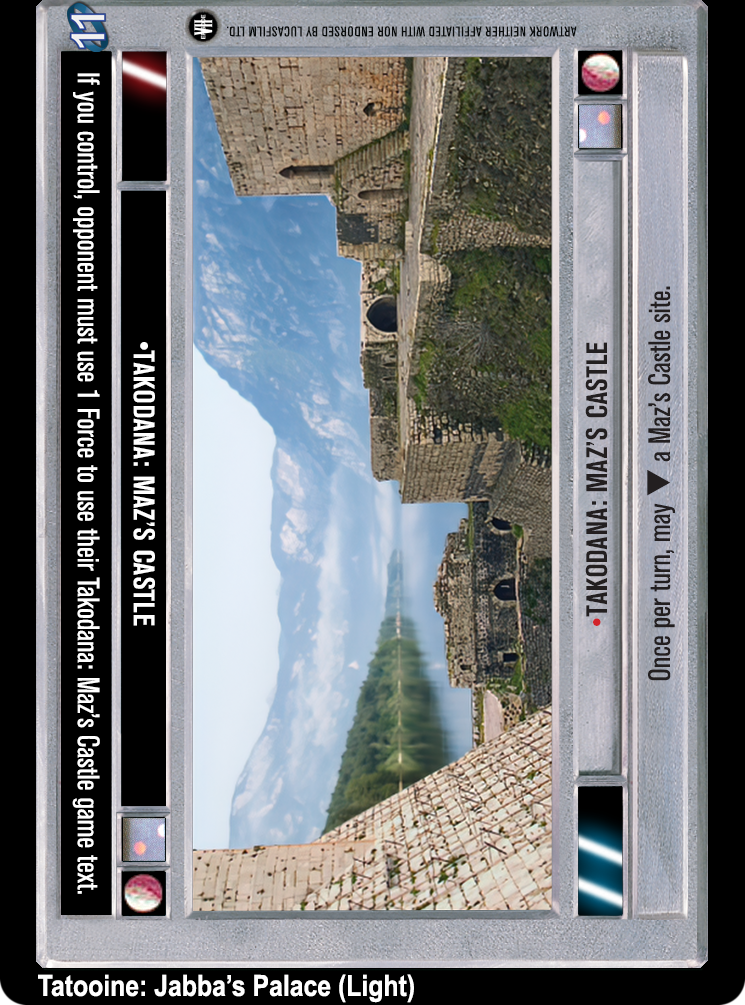 11
ARTWORK NEITHER AFFILIATED WITH NOR ENDORSED BY LUCASFILM LTD.
If you control, opponent must use 1 Force to use their Takodana: Maz's Castle game text.
•TAKODANA: MAZ'S CASTLE
•TAKODANA: MAZ'S CASTLE
Once per turn, may ▼ a Maz's Castle site.
Tatooine: Jabba's Palace (Light)